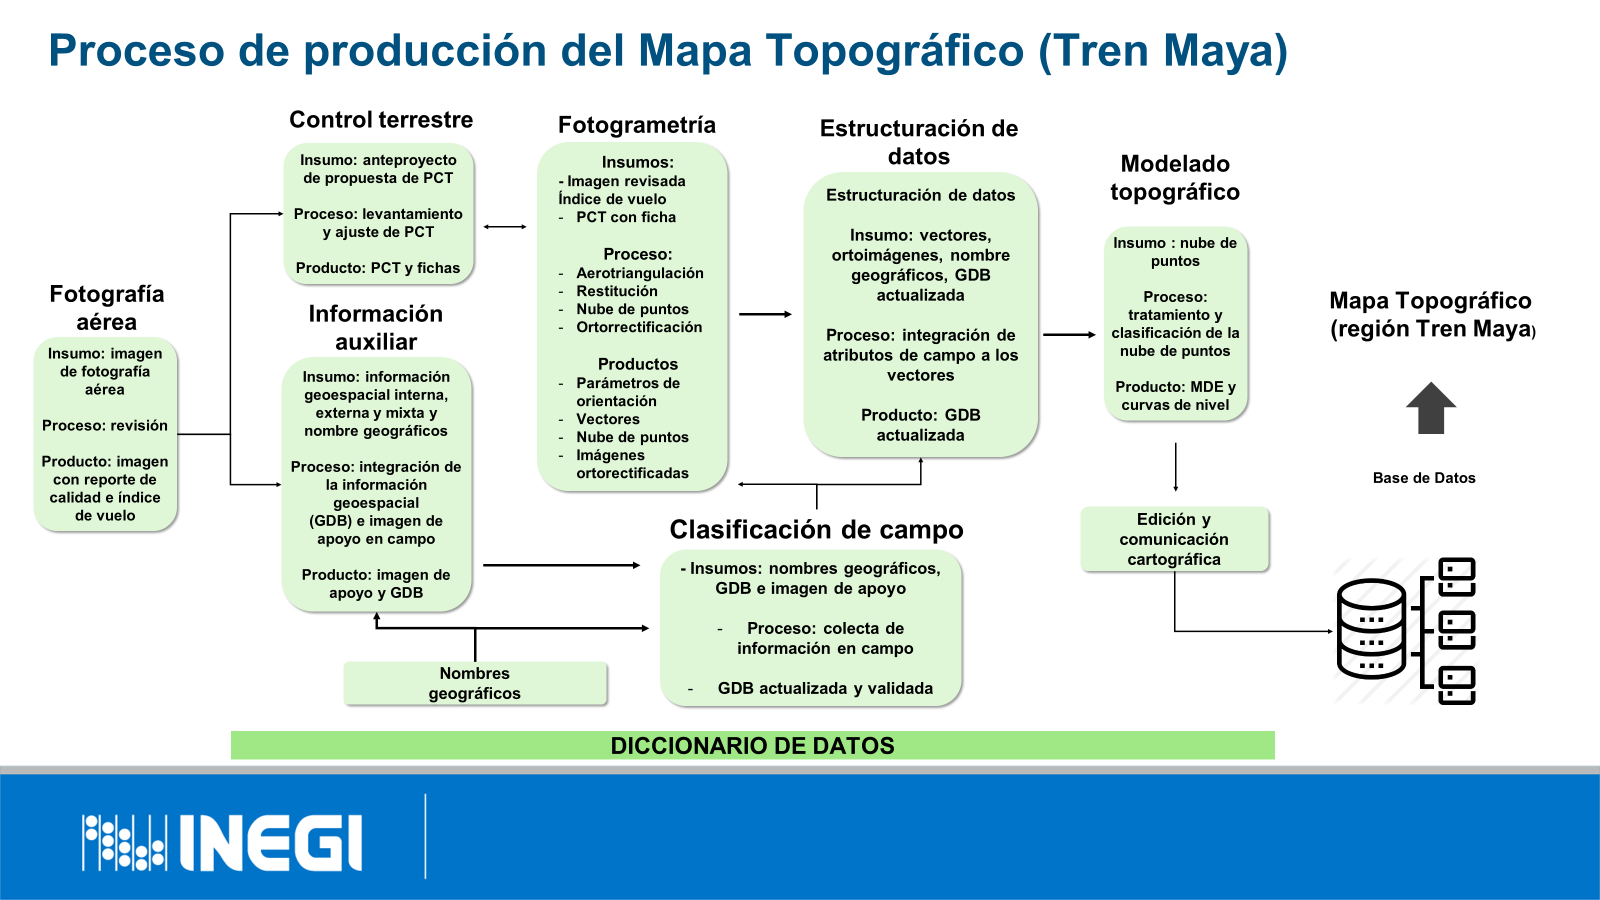 Proceso de producción del Mapa Topográfico (Tren Maya)
Fotografía
aérea
Insumo: imagen
de fotografía
aérea
Proceso: revisión
Producto: imagen
con reporte de
calidad e índice
de vuelo
Control terrestre
Insumo: anteproyecto
de propuesta de PCT
Proceso: levantamiento
y ajuste de PCT
Producto: PCT y fichas
Información
auxiliar
Insumo: información
geoespacial interna,
externa y mixta y
nombre geográficos
Proceso: integración de
la información
geoespacial
(GDB) e imagen de
apoyo en campo
Producto: imagen de
apoyo y GDB
Nombres
geográficos
Fotogrametría
Insumos:
- Imagen revisada
Índice de vuelo
- PCT con ficha
Proceso:
- Aerotriangulación
- Restitución
- Nube de puntos
- Ortorrectificación
Productos
- Parámetros de
orientación
- Vectores
- Nube de puntos
- Imágenes
ortorectificadas
Clasificación de campo
- Insumos: nombres geográficos,
GDB e imagen de apoyo
- Proceso: colecta de
información en campo
- GDB actualizada y validada
Estructuración de
datos
Estructuración de datos
Insumo: vectores,
ortoimágenes, nombre
geográficos, GDB
actualizada
Proceso: integración de
atributos de campo a los
vectores
Producto: GDB
actualizada
Modelado
topográfico
Insumo : nube de
puntos
Proceso:
tratamiento y
clasificación de la
nube de puntos
Producto: MDE y
curvas de nivel
Edición y
comunicación
cartográfica
Mapa Topográfico
(región Tren Maya)
Base de Datos
DICCIONARIO DE DATOS
INEGI